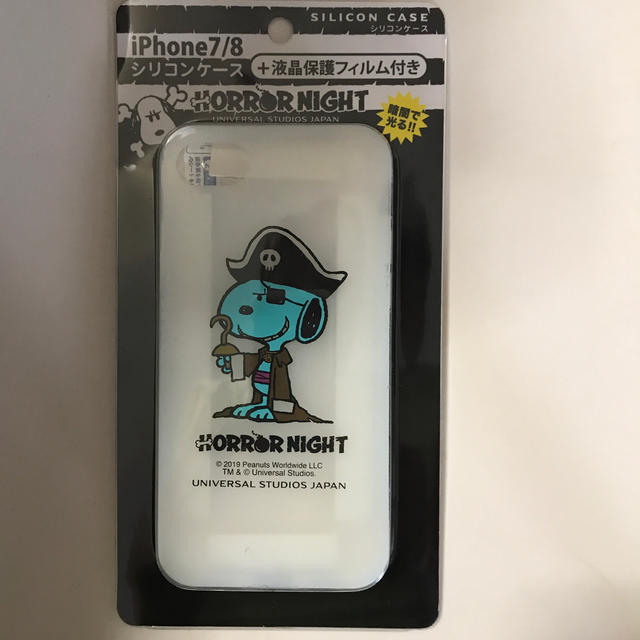 SILICON CASE
シリコンケース
iPhone7/8
シリコンケース +液晶保護フィルム付き
HORROR NIGHT
UNIVERSAL STUDIOS JAPAN
暗闇で
光る!!
HORROR NIGHT
© 2019 Peanuts Worldwide LLC
TM & © Universal Studios.
UNIVERSAL STUDIOS JAPAN